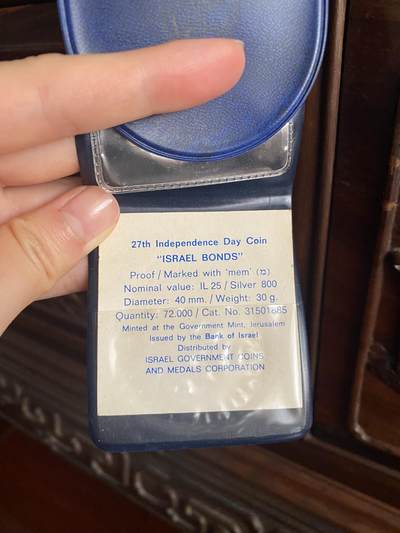 27th Independence Day Coin
"ISRAEL BONDS"
Proof / Marked with 'mem' (מ)
Nominal value: IL 25 / Silver 800
Diameter: 40 mm. / Weight: 30 g.
Quantity: 72.000 / Cat. No. 31501885
Minted at the Government Mint, Jerusalem
Issued by the Bank of Israel
Distributed by
ISRAEL GOVERNMENT COINS
AND MEDALS CORPORATION